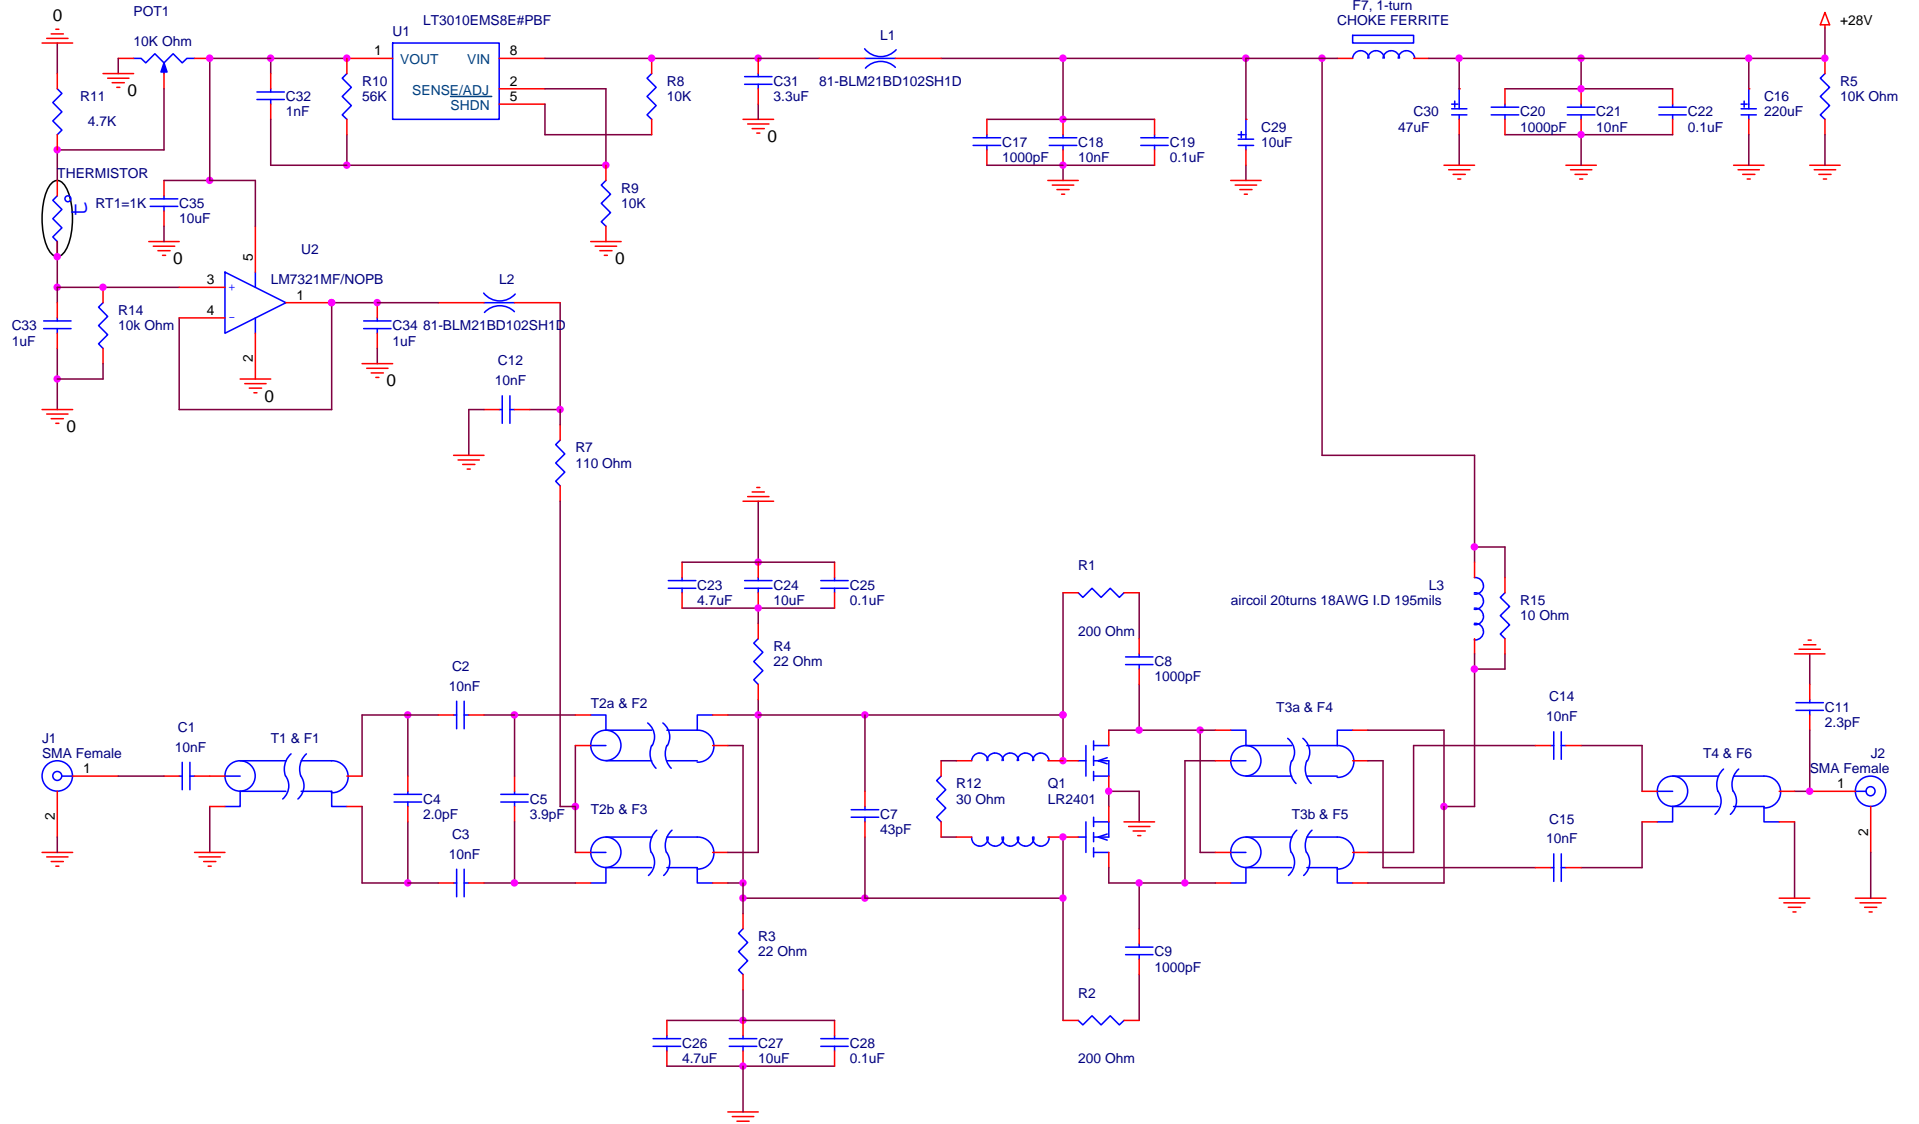 0
POT1
10K Ohm
0
R11
4.7K
C32
1nF
R10
56K
LT3010EMS8E#PBF
U1
1
VOUT
VIN
SENSE/ADJ
SHDN
8
2
5
R8
10K
C31
3.3uF
0
L1
81-BLM21BD102SH1D
F7, 1-turn
CHOKE FERRITE
+28V
C17
1000pF
C18
10nF
C19
0.1uF
C29
10uF
C30
47uF
C20
1000pF
C21
10nF
C22
0.1uF
C16
220uF
R5
10K Ohm
THERMISTOR
RT1=1K
C35
10uF
0
R9
10K
0
U2
LM7321MF/NOPB
5
3
+
4
−
1
2
0
C33
1uF
R14
10k Ohm
0
C34
1uF
0
L2
81-BLM21BD102SH1D
C12
10nF
R7
110 Ohm
C23
4.7uF
C24
10uF
C25
0.1uF
R4
22 Ohm
R1
200 Ohm
C8
1000pF
L3
aircoil 20turns 18AWG I.D 195mils
R15
10 Ohm
J1
SMA Female
1
2
C1
10nF
T1 & F1
C2
10nF
C4
2.0pF
C3
10nF
C5
3.9pF
T2a & F2
T2b & F3
C7
43pF
R12
30 Ohm
Q1
LR2401
T3a & F4
T3b & F5
C14
10nF
C15
10nF
T4 & F6
C11
2.3pF
J2
SMA Female
1
2
R3
22 Ohm
C26
4.7uF
C27
10uF
C28
0.1uF
C9
1000pF
R2
200 Ohm